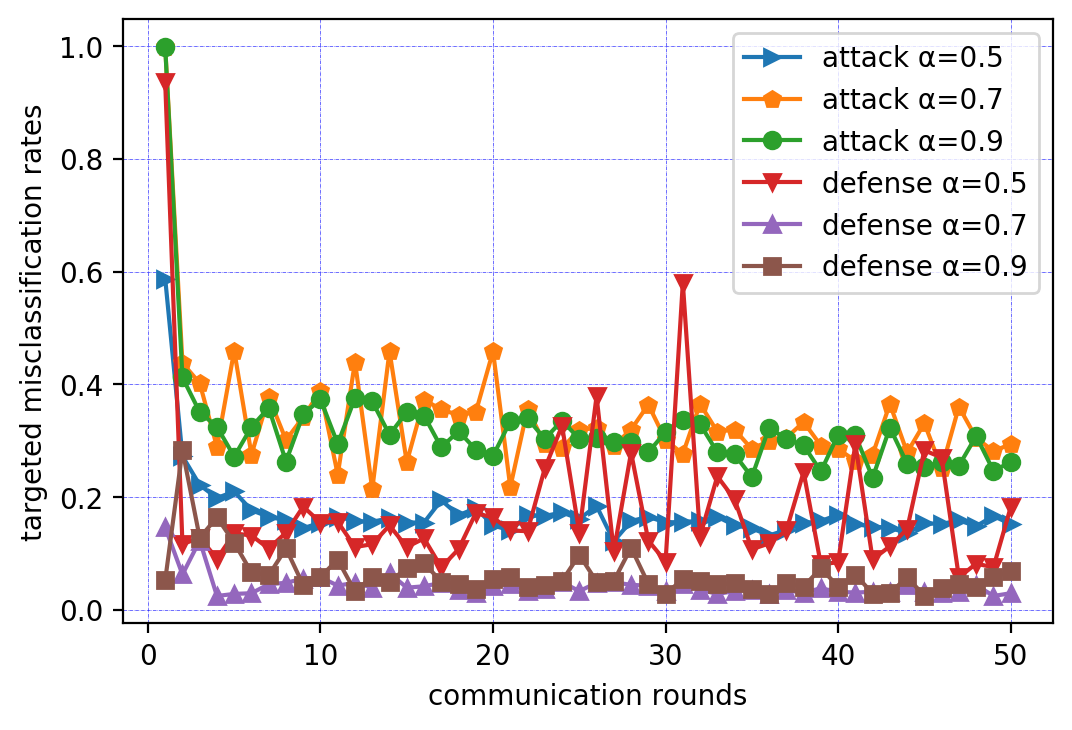 targeted misclassification rates
1.0
0.8
0.6
0.4
0.2
0.0
attack α=0.5
attack α=0.7
attack α=0.9
defense α=0.5
defense α=0.7
defense α=0.9
0 10 20 30 40 50
communication rounds